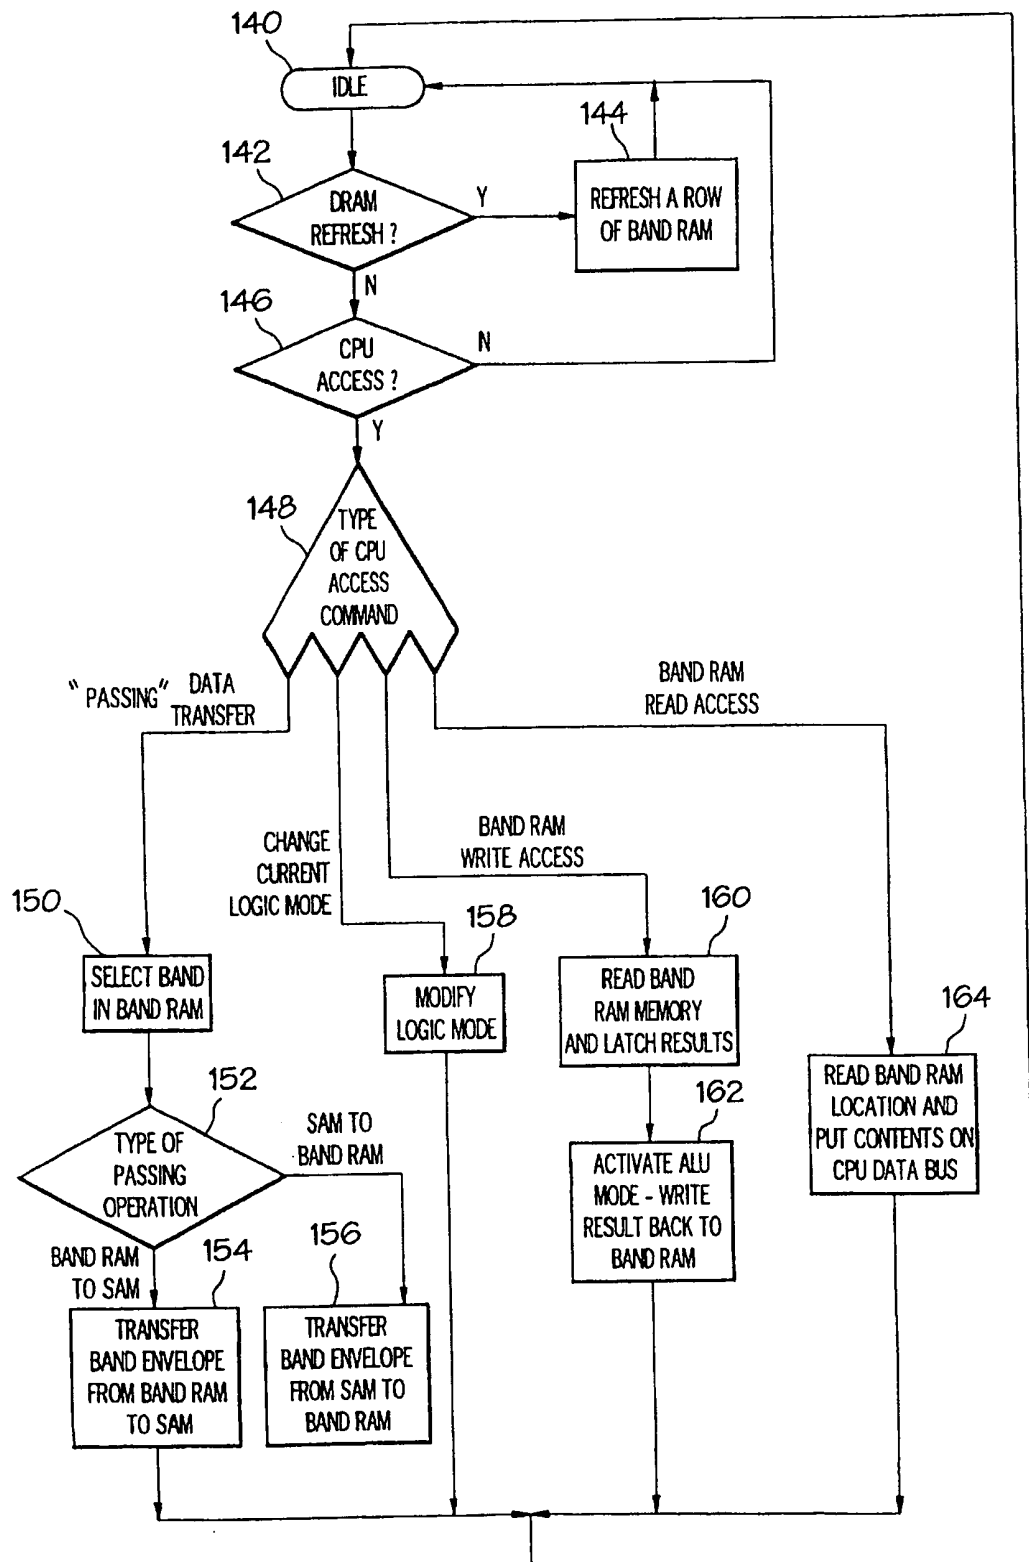 140
IDLE
144
142
DRAM
REFRESH ?
Y
REFRESH A ROW
OF BAND RAM
N
146
CPU
ACCESS ?
N
Y
148
TYPE
OF CPU
ACCESS
COMMAND
"PASSING" DATA
TRANSFER
BAND RAM
READ ACCESS
CHANGE
CURRENT
LOGIC MODE
BAND RAM
WRITE ACCESS
150
SELECT BAND
IN BAND RAM
158
MODIFY
LOGIC MODE
160
READ BAND
RAM MEMORY
AND LATCH RESULTS
164
READ BAND RAM
LOCATION AND
PUT CONTENTS ON
CPU DATA BUS
152
TYPE OF
PASSING
OPERATION
SAM TO
BAND RAM
162
ACTIVATE ALU
MODE - WRITE
RESULT BACK TO
BAND RAM
BAND RAM
TO SAM
154
TRANSFER
BAND ENVELOPE
FROM BAND RAM
TO SAM
156
TRANSFER
BAND ENVELOPE
FROM SAM TO
BAND RAM